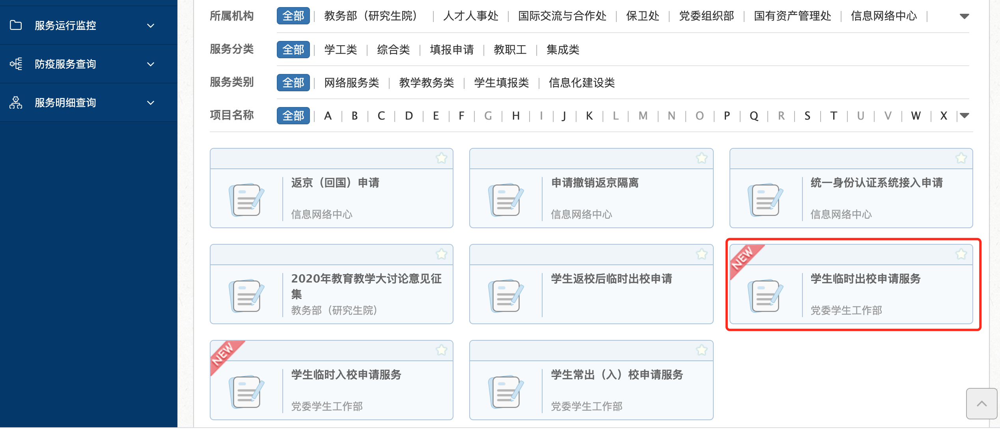 服务运行监控
防疫服务查询
服务明细查询
所属机构 全部 教务部（研究生院） 人才人事处 国际交流与合作处 保卫处 党委组织部 国有资产管理处 信息网络中心
服务分类 全部 学工类 综合类 填报申请 教职工 集成类
服务类别 全部 网络服务类 教学教务类 学生填报类 信息化建设类
项目名称 全部 A B C D E F G H I J K L M N O P Q R S T U V W X
返京（回国）申请
信息网络中心
申请撤销返京隔离
信息网络中心
统一身份认证系统接入申请
信息网络中心
2020年教育教学大讨论意见征
集
教务部（研究生院）
学生返校后临时出校申请
NEW
学生临时出校申请服务
党委学生工作部
NEW
学生临时入校申请服务
党委学生工作部
学生常出（入）校申请服务
党委学生工作部